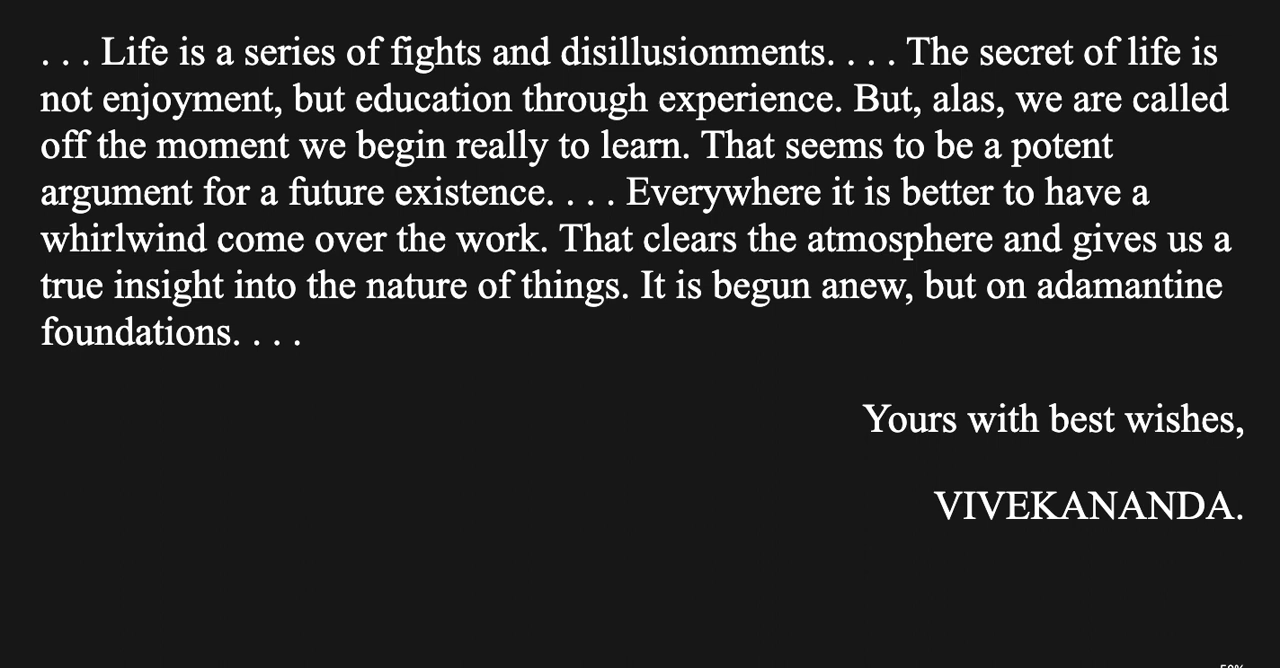 . . . Life is a series of fights and disillusionments. . . . The secret of life is
not enjoyment, but education through experience. But, alas, we are called
off the moment we begin really to learn. That seems to be a potent
argument for a future existence. . . . Everywhere it is better to have a
whirlwind come over the work. That clears the atmosphere and gives us a
true insight into the nature of things. It is begun anew, but on adamantine
foundations. . . .
Yours with best wishes,
VIVEKANANDA.